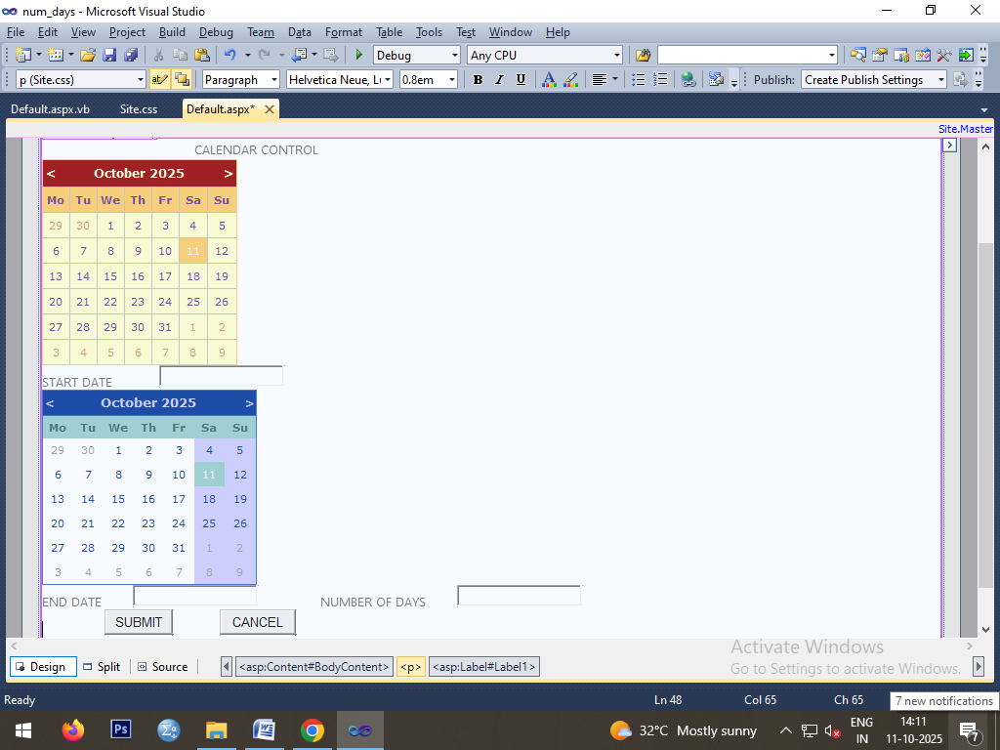 num_days - Microsoft Visual Studio
File Edit View Project Build Debug Team Data Format Table Tools Test Window Help
Debug Any CPU
p (Site.css) ab Paragraph Helvetica Neue, Lu 0.8em B I U A Publish: Create Publish Settings
Default.aspx.vb Site.css Default.aspx*
Site.Master
CALENDAR CONTROL
< October 2025 >
Mo Tu We Th Fr Sa Su
29 30 1 2 3 4 5
6 7 8 9 10 11 12
13 14 15 16 17 18 19
20 21 22 23 24 25 26
27 28 29 30 31 1 2
3 4 5 6 7 8 9
START DATE
< October 2025 >
Mo Tu We Th Fr Sa Su
29 30 1 2 3 4 5
6 7 8 9 10 11 12
13 14 15 16 17 18 19
20 21 22 23 24 25 26
27 28 29 30 31 1 2
3 4 5 6 7 8 9
END DATE NUMBER OF DAYS
SUBMIT CANCEL
Activate Windows
Go to Settings to activate Windows.
Design Split Source <asp:Content#BodyContent> <p> <asp:Label#Label1>
Ready Ln 48 Col 65 Ch 65 7 new notifications
Ps Σα W 32°C Mostly sunny ENG IN 14:11 11-10-2025 7